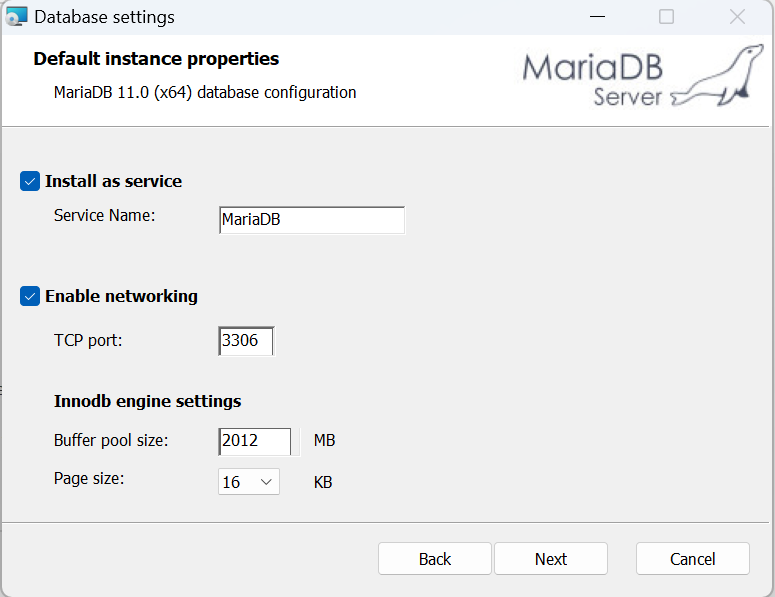 Database settings
Default instance properties
MariaDB 11.0 (x64) database configuration
MariaDB
Server
Install as service
Service Name: MariaDB
Enable networking
TCP port: 3306
Innodb engine settings
Buffer pool size: 2012 MB
Page size: 16 KB
Back Next Cancel